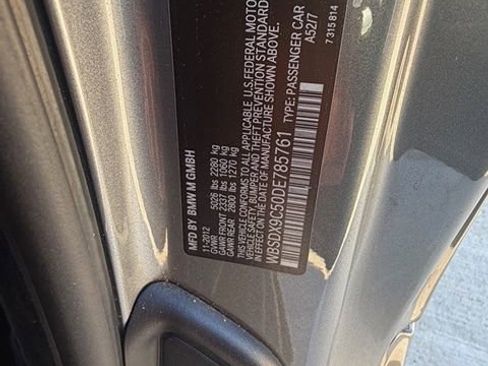 MFD BY BMW M GMBH
11-2012
GVWR 5026 lbs 2280 kg
GAWR FRONT 2337 lbs 1060 kg
GAWR REAR 2800 lbs 1270 kg
THIS VEHICLE CONFORMS TO ALL APPLICABLE U.S. FEDERAL MOTOR
VEHICLE SAFETY, BUMPER AND THEFT PREVENTION STANDARD
IN EFFECT ON THE DATE OF MANUFACTURE SHOWN ABOVE.
WBSDX9C50DE785761 TYPE: PASSENGER CAR
A52/7
7 315 814